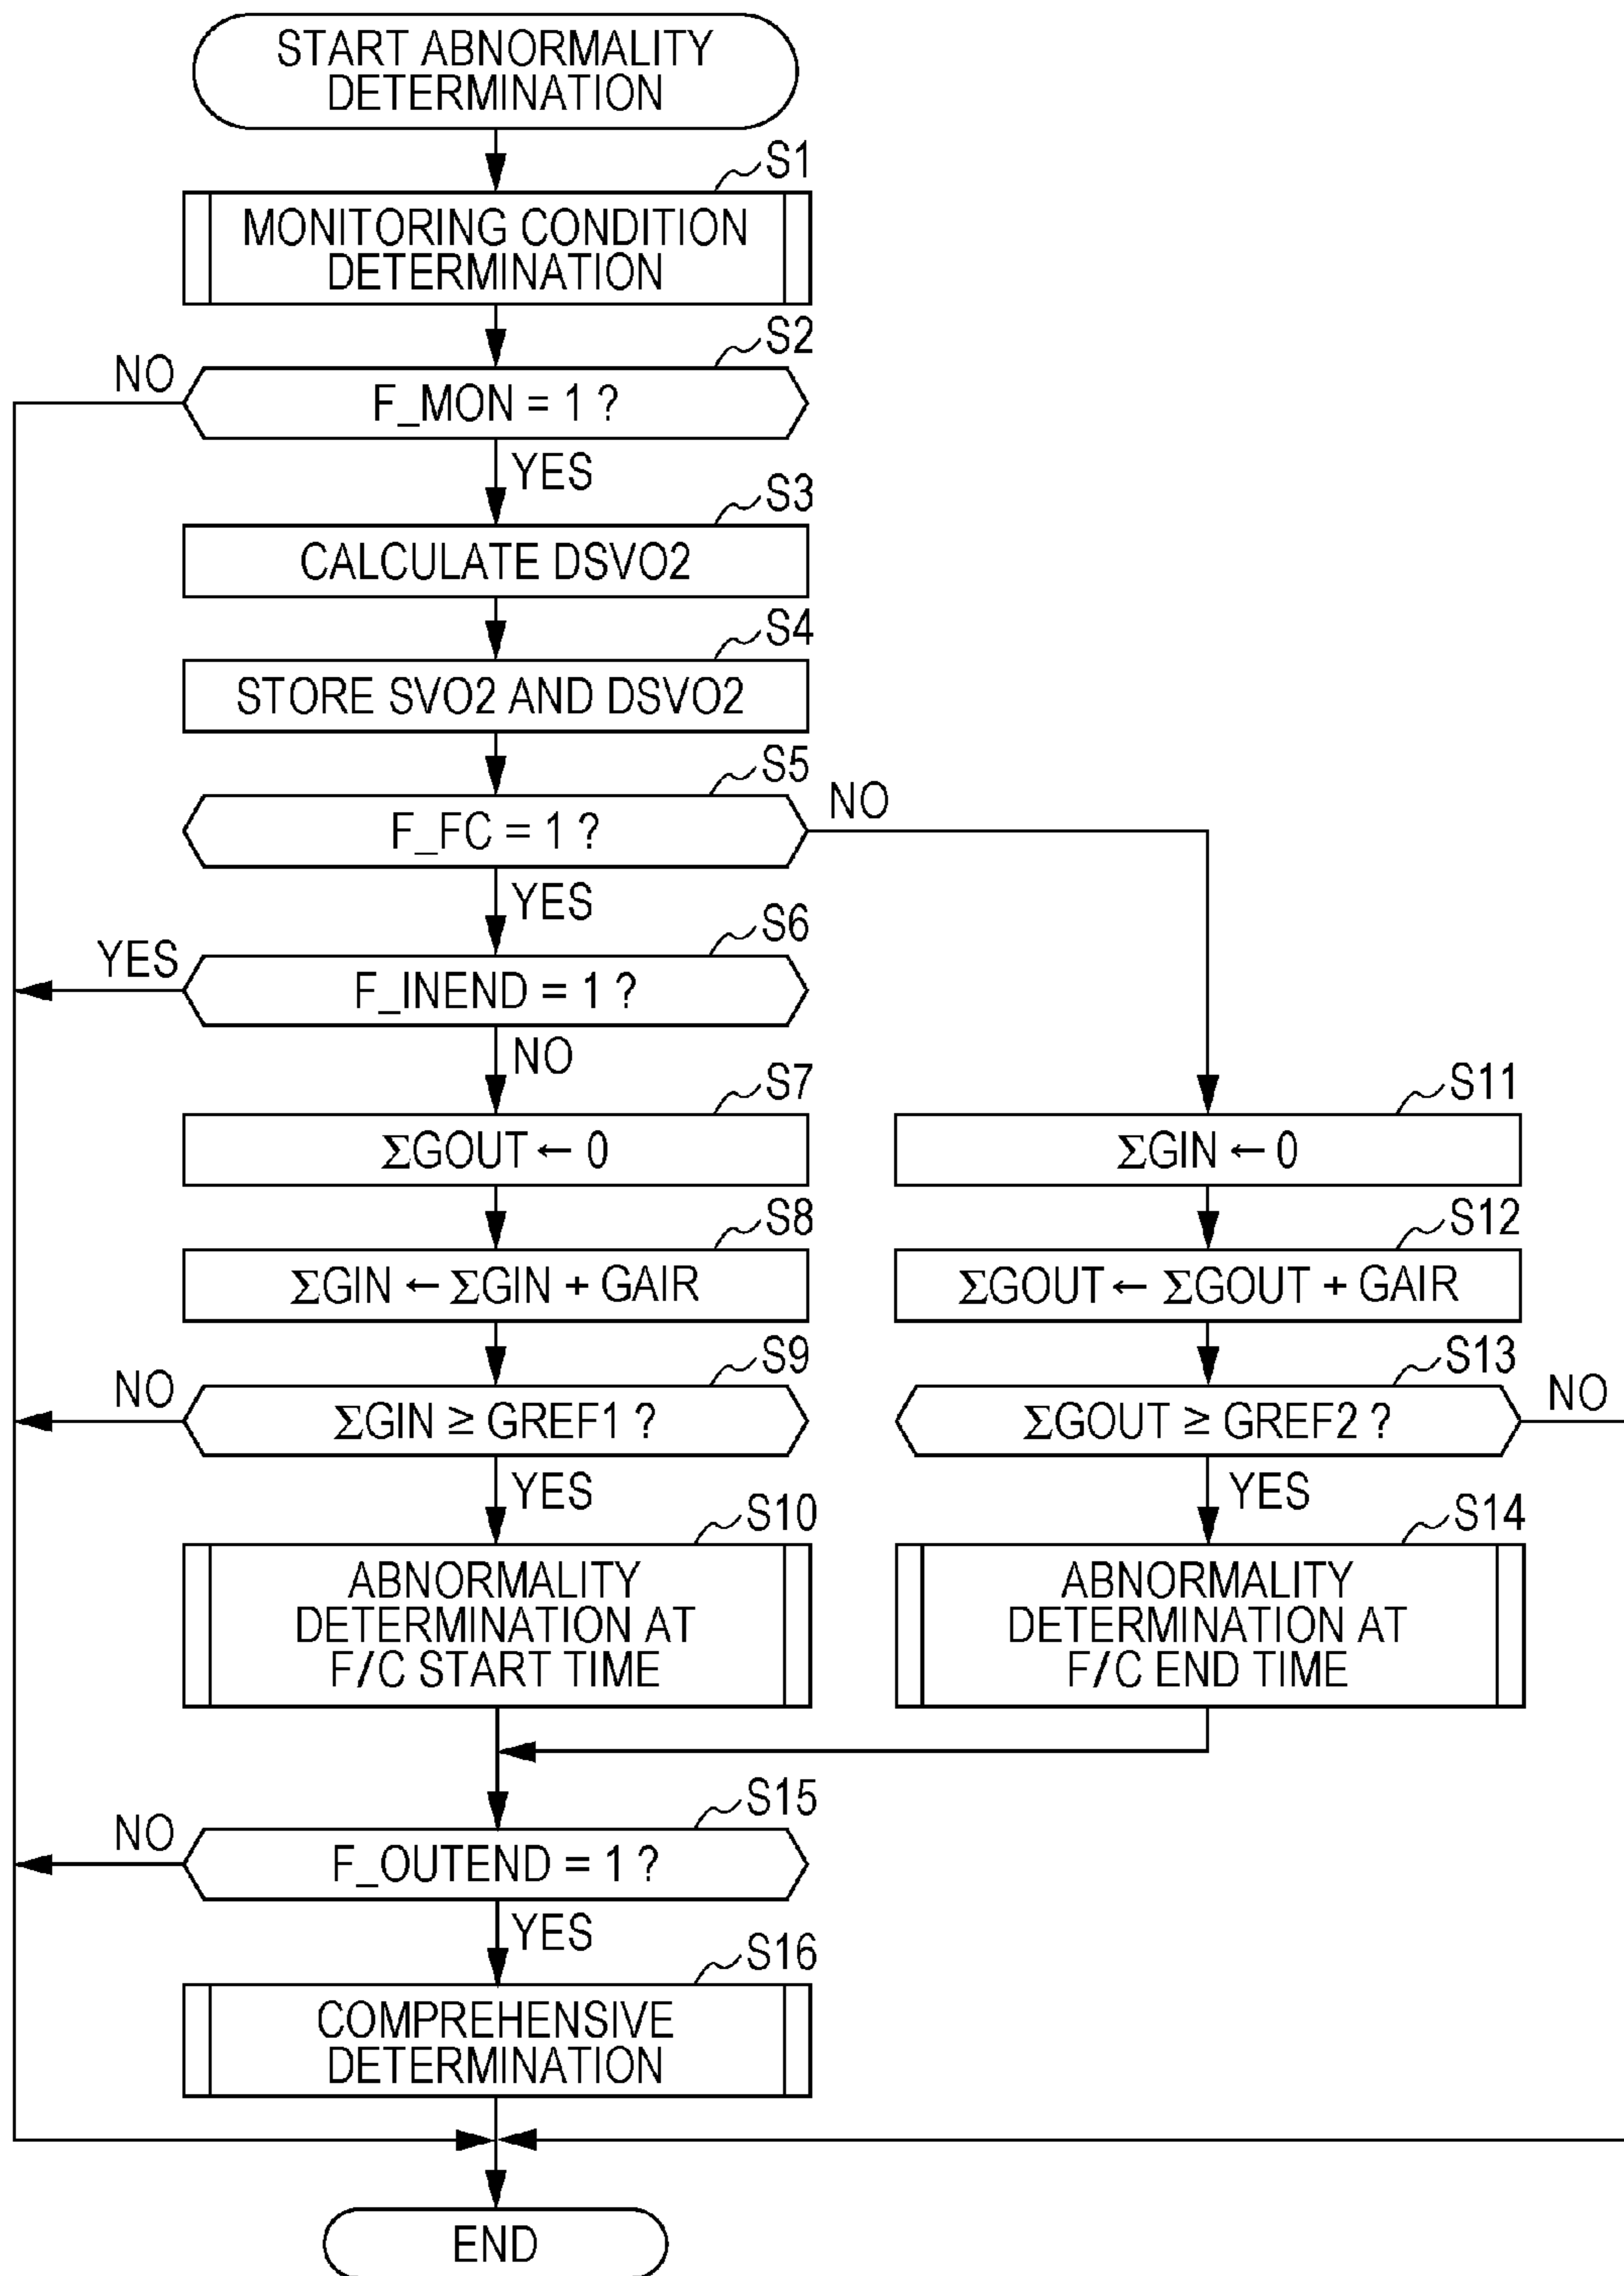 START ABNORMALITY
DETERMINATION
S1
MONITORING CONDITION
DETERMINATION
S2
NO
F_MON = 1 ?
YES
S3
CALCULATE DSVO2
S4
STORE SVO2 AND DSVO2
S5
F_FC = 1 ?
NO
YES
S6
YES
F_INEND = 1 ?
NO
S7
ΣGOUT ← 0
S8
ΣGIN ← ΣGIN + GAIR
S9
NO
ΣGIN ≥ GREF1 ?
YES
S10
ABNORMALITY
DETERMINATION AT
F/C START TIME
S11
ΣGIN ← 0
S12
ΣGOUT ← ΣGOUT + GAIR
S13
ΣGOUT ≥ GREF2 ?
NO
YES
S14
ABNORMALITY
DETERMINATION AT
F/C END TIME
S15
NO
F_OUTEND = 1 ?
YES
S16
COMPREHENSIVE
DETERMINATION
END